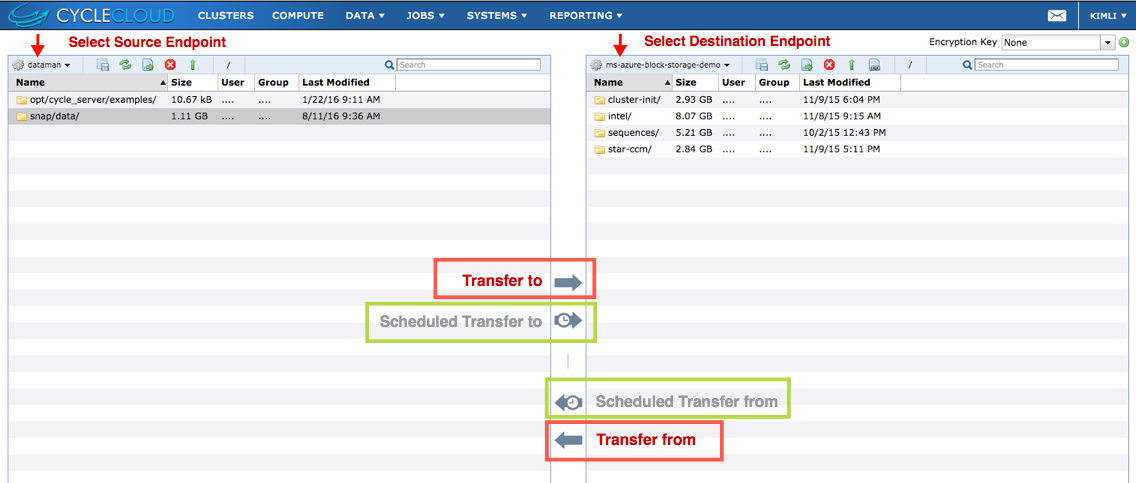 CYCLECLOUD CLUSTERS COMPUTE DATA JOBS SYSTEMS REPORTING KIMLI
Select Source Endpoint Select Destination Endpoint Encryption Key None
dataman / Search ms-azure-block-storage-demo / Search
Name Size User Group Last Modified Name Size User Group Last Modified
opt/cycle_server/examples/ 10.67 kB .... .... 1/22/16 9:11 AM cluster-init/ 2.93 GB .... .... 11/9/15 6:04 PM
snap/data/ 1.11 GB .... .... 8/11/16 9:36 AM intel/ 8.07 GB .... .... 11/8/15 9:15 AM
sequences/ 5.21 GB .... .... 10/2/15 12:43 PM
star-ccm/ 2.84 GB .... .... 11/9/15 5:11 PM
Transfer to
Scheduled Transfer to
Scheduled Transfer from
Transfer from